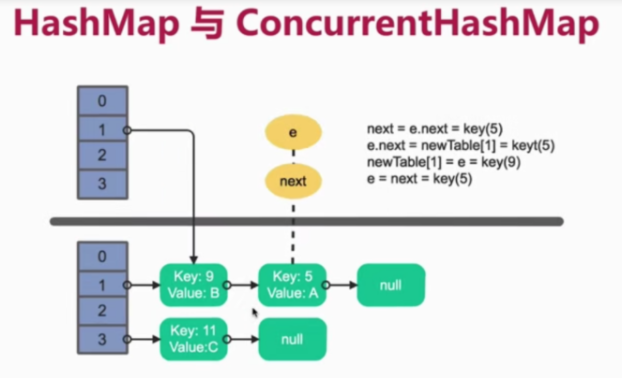 HashMap 与 ConcurrentHashMap
0
1
2
3
e
next
next = e.next = key(5)
e.next = newTable[1] = keyt(5)
newTable[1] = e = key(9)
e = next = key(5)
0
1
2
3
Key: 9
Value: B
Key: 5
Value: A
null
Key: 11
Value:C
null